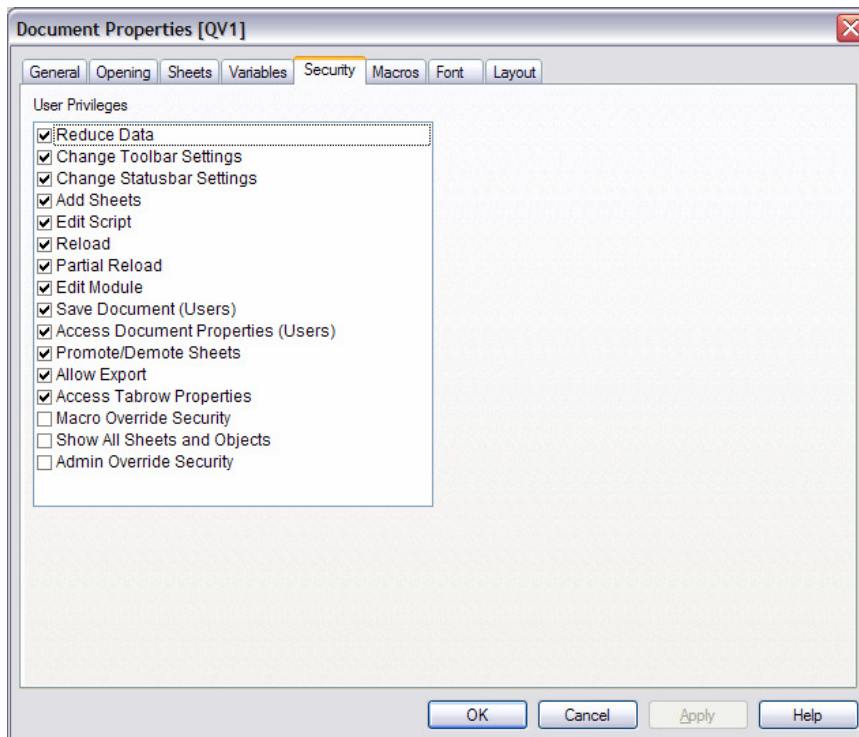 Document Properties [QV1]
General Opening Sheets Variables Security Macros Font Layout
User Privileges
Reduce Data
Change Toolbar Settings
Change Statusbar Settings
Add Sheets
Edit Script
Reload
Partial Reload
Edit Module
Save Document (Users)
Access Document Properties (Users)
Promote/Demote Sheets
Allow Export
Access Tabrow Properties
Macro Override Security
Show All Sheets and Objects
Admin Override Security
OK Cancel Apply Help